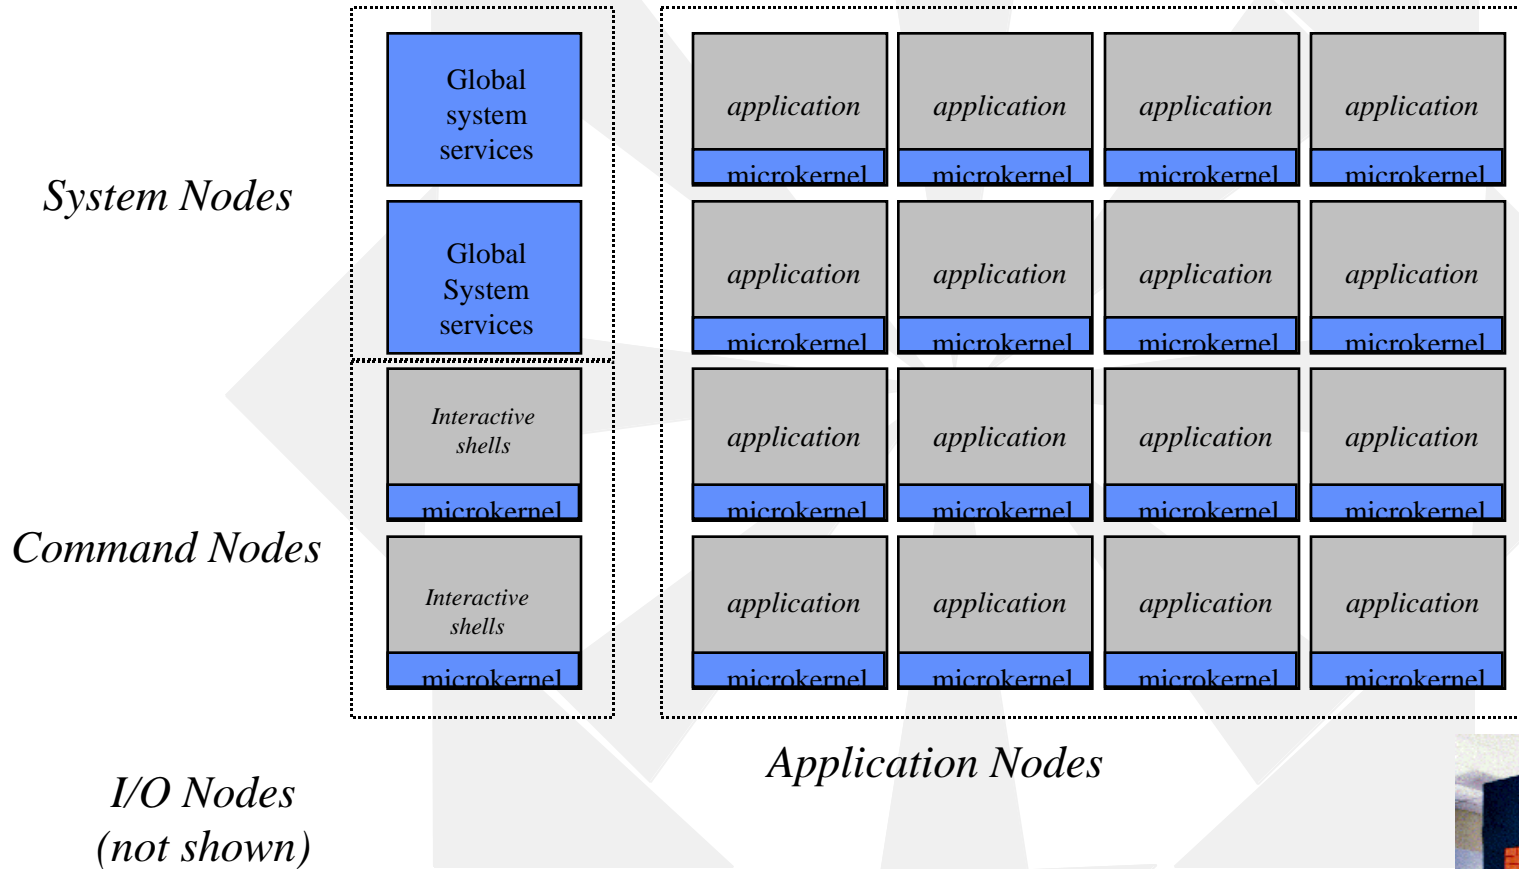 System Nodes
Global
system
services
Global
System
services
Command Nodes
Interactive
shells
microkernel
Interactive
shells
microkernel
application
application
application
application
microkernel
microkernel
microkernel
microkernel
application
application
application
application
microkernel
microkernel
microkernel
microkernel
application
application
application
application
microkernel
microkernel
microkernel
microkernel
application
application
application
application
microkernel
microkernel
microkernel
microkernel
Application Nodes
I/O Nodes
(not shown)